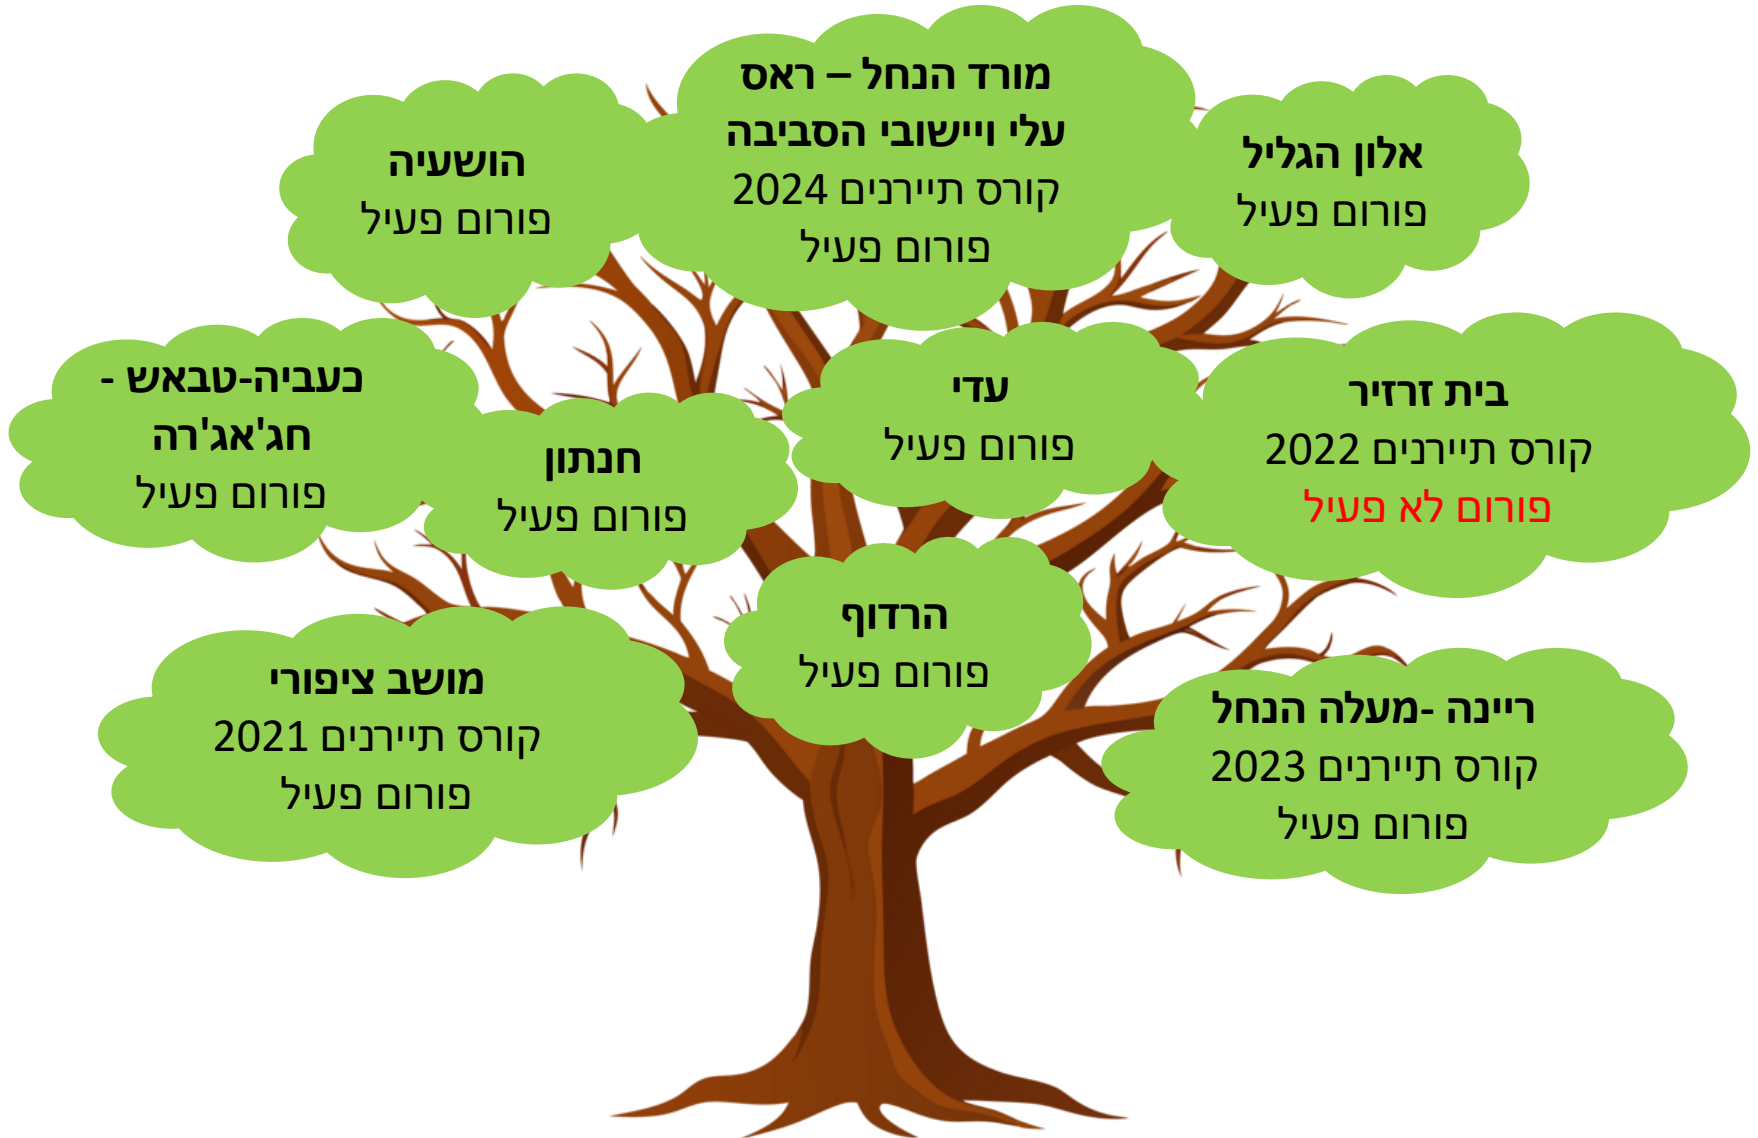 מורד הנחל – ראס
עלי ויישובי הסביבה
קורס תיירנים 2024
פורום פעיל
אלון הגליל
פורום פעיל
הושעיה
פורום פעיל
בית זרזיר
קורס תיירנים 2022
פורום לא פעיל
עדי
פורום פעיל
חנתון
פורום פעיל
כעביה-טבאש -
חג'אג'רה
פורום פעיל
הרדוף
פורום פעיל
ריינה -מעלה הנחל
קורס תיירנים 2023
פורום פעיל
מושב ציפורי
קורס תיירנים 2021
פורום פעיל